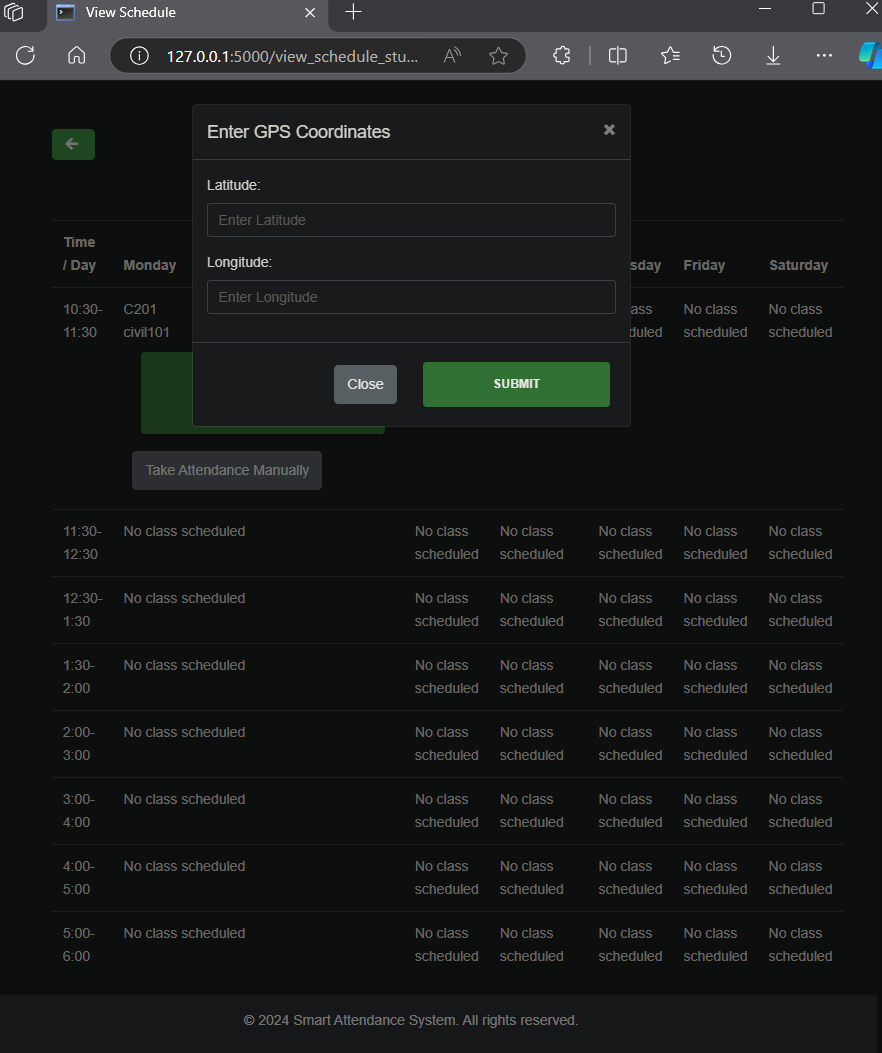 View Schedule
127.0.0.1:5000/view_schedule_stu...
Enter GPS Coordinates
Latitude:
Enter Latitude
Longitude:
Enter Longitude
Close
SUBMIT
Time
/ Day
Monday
sday
Friday
Saturday
10:30-
11:30
C201
civil101
ass
duled
No class
scheduled
No class
scheduled
Take Attendance Manually
11:30-
12:30
No class scheduled
No class
scheduled
No class
scheduled
No class
scheduled
No class
scheduled
No class
scheduled
12:30-
1:30
No class scheduled
No class
scheduled
No class
scheduled
No class
scheduled
No class
scheduled
No class
scheduled
1:30-
2:00
No class scheduled
No class
scheduled
No class
scheduled
No class
scheduled
No class
scheduled
No class
scheduled
2:00-
3:00
No class scheduled
No class
scheduled
No class
scheduled
No class
scheduled
No class
scheduled
No class
scheduled
3:00-
4:00
No class scheduled
No class
scheduled
No class
scheduled
No class
scheduled
No class
scheduled
No class
scheduled
4:00-
5:00
No class scheduled
No class
scheduled
No class
scheduled
No class
scheduled
No class
scheduled
No class
scheduled
5:00-
6:00
No class scheduled
No class
scheduled
No class
scheduled
No class
scheduled
No class
scheduled
No class
scheduled
© 2024 Smart Attendance System. All rights reserved.